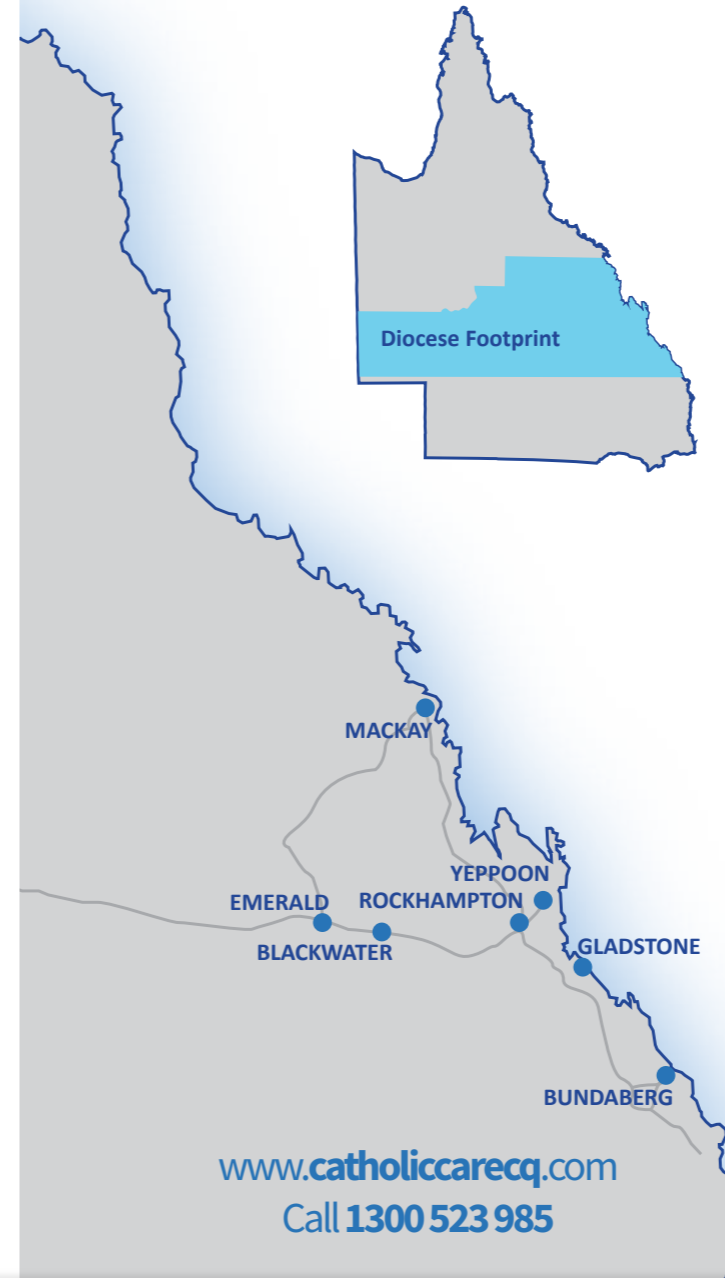 Diocese Footprint
MACKAY
YEPPOON
EMERALD
ROCKHAMPTON
BLACKWATER
GLADSTONE
BUNDABERG
www.catholiccarecq.com
Call 1300 523 985